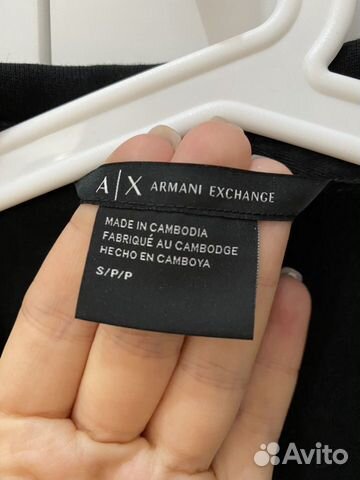 A|X ARMANI EXCHANGE
MADE IN CAMBODIA
FABRIQUÉ AU CAMBODGE
HECHO EN CAMBOYA
S/P/P
Avito